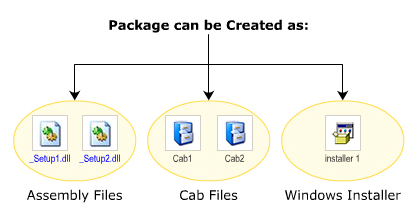 Package can be Created as:
_Setup1.dll _Setup2.dll Cab1 Cab2 installer 1
Assembly Files Cab Files Windows Installer